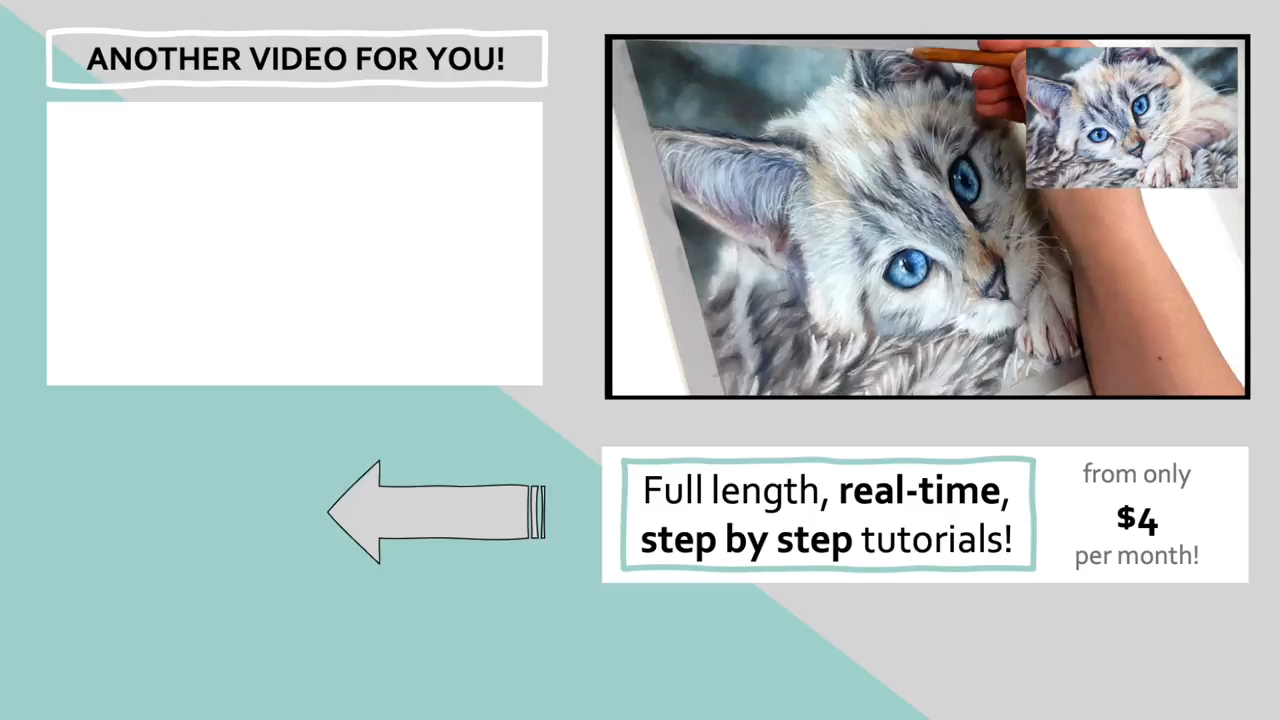 ANOTHER VIDEO FOR YOU!
Full length, real-time,
step by step tutorials!
from only
$4
per month!